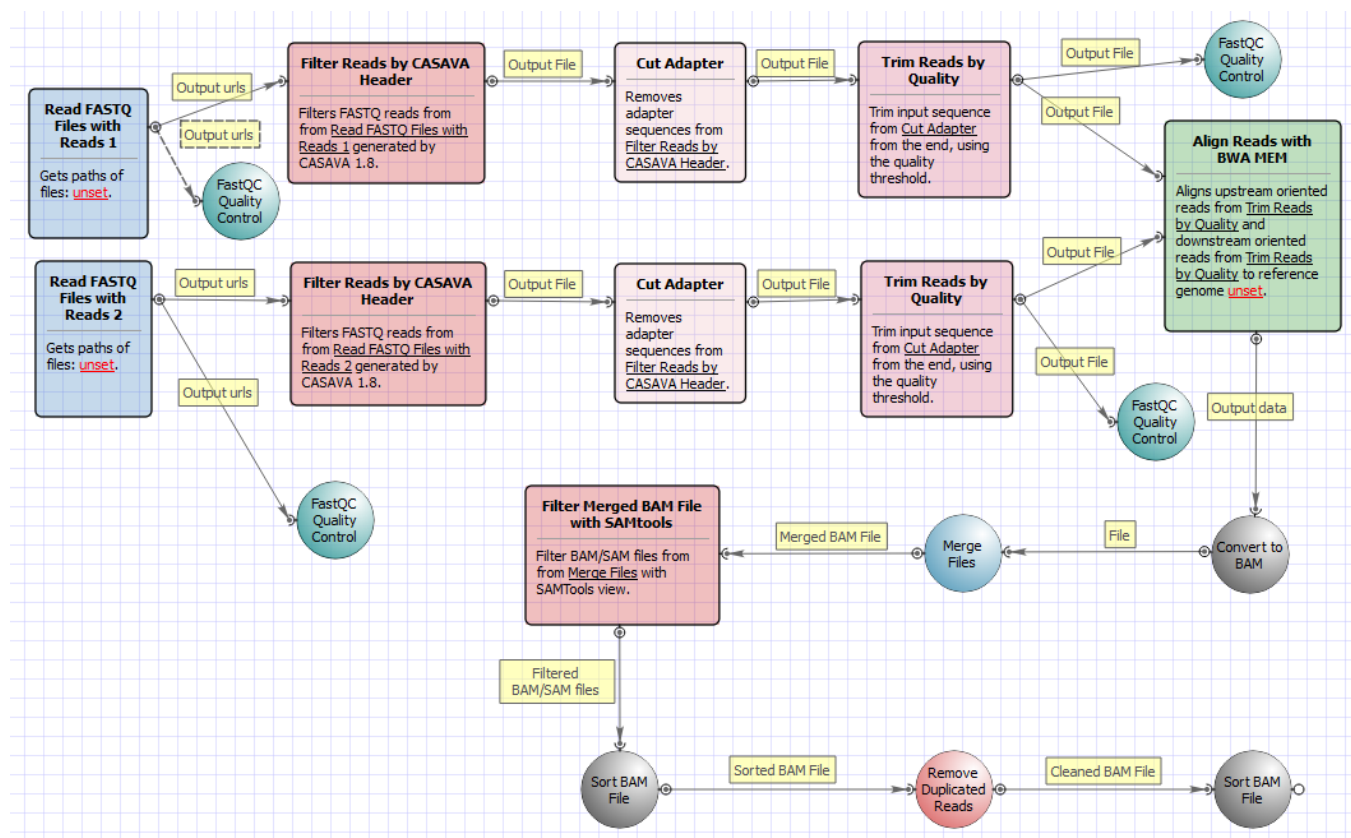 Read FASTQ
Files with
Reads 1
Gets paths of
files: unset.
Output urls
Output urls
FastQC
Quality
Control
Filter Reads by CASAVA
Header
Filters FASTQ reads from
from Read FASTQ Files with
Reads 1 generated by
CASAVA 1.8.
Output File
Cut Adapter
Removes
adapter
sequences from
Filter Reads by
CASAVA Header.
Output File
Trim Reads by
Quality
Trim input sequence
from Cut Adapter
from the end, using
the quality
threshold.
Output File
FastQC
Quality
Control
Output File
Align Reads with
BWA MEM
Aligns upstream oriented
reads from Trim Reads
by Quality and
downstream oriented
reads from Trim Reads
by Quality to reference
genome unset.
Read FASTQ
Files with
Reads 2
Gets paths of
files: unset.
Output urls
Output urls
FastQC
Quality
Control
Filter Reads by CASAVA
Header
Filters FASTQ reads from
from Read FASTQ Files with
Reads 2 generated by
CASAVA 1.8.
Output File
Cut Adapter
Removes
adapter
sequences from
Filter Reads by
CASAVA Header.
Output File
Trim Reads by
Quality
Trim input sequence
from Cut Adapter
from the end, using
the quality
threshold.
Output File
Output File
FastQC
Quality
Control
Output data
Convert to
BAM
File
Merge
Files
Merged BAM File
Filter Merged BAM File
with SAMtools
Filter BAM/SAM files from
from Merge Files with
SAMTools view.
Filtered
BAM/SAM files
Sort BAM
File
Sorted BAM File
Remove
Duplicated
Reads
Cleaned BAM File
Sort BAM
File